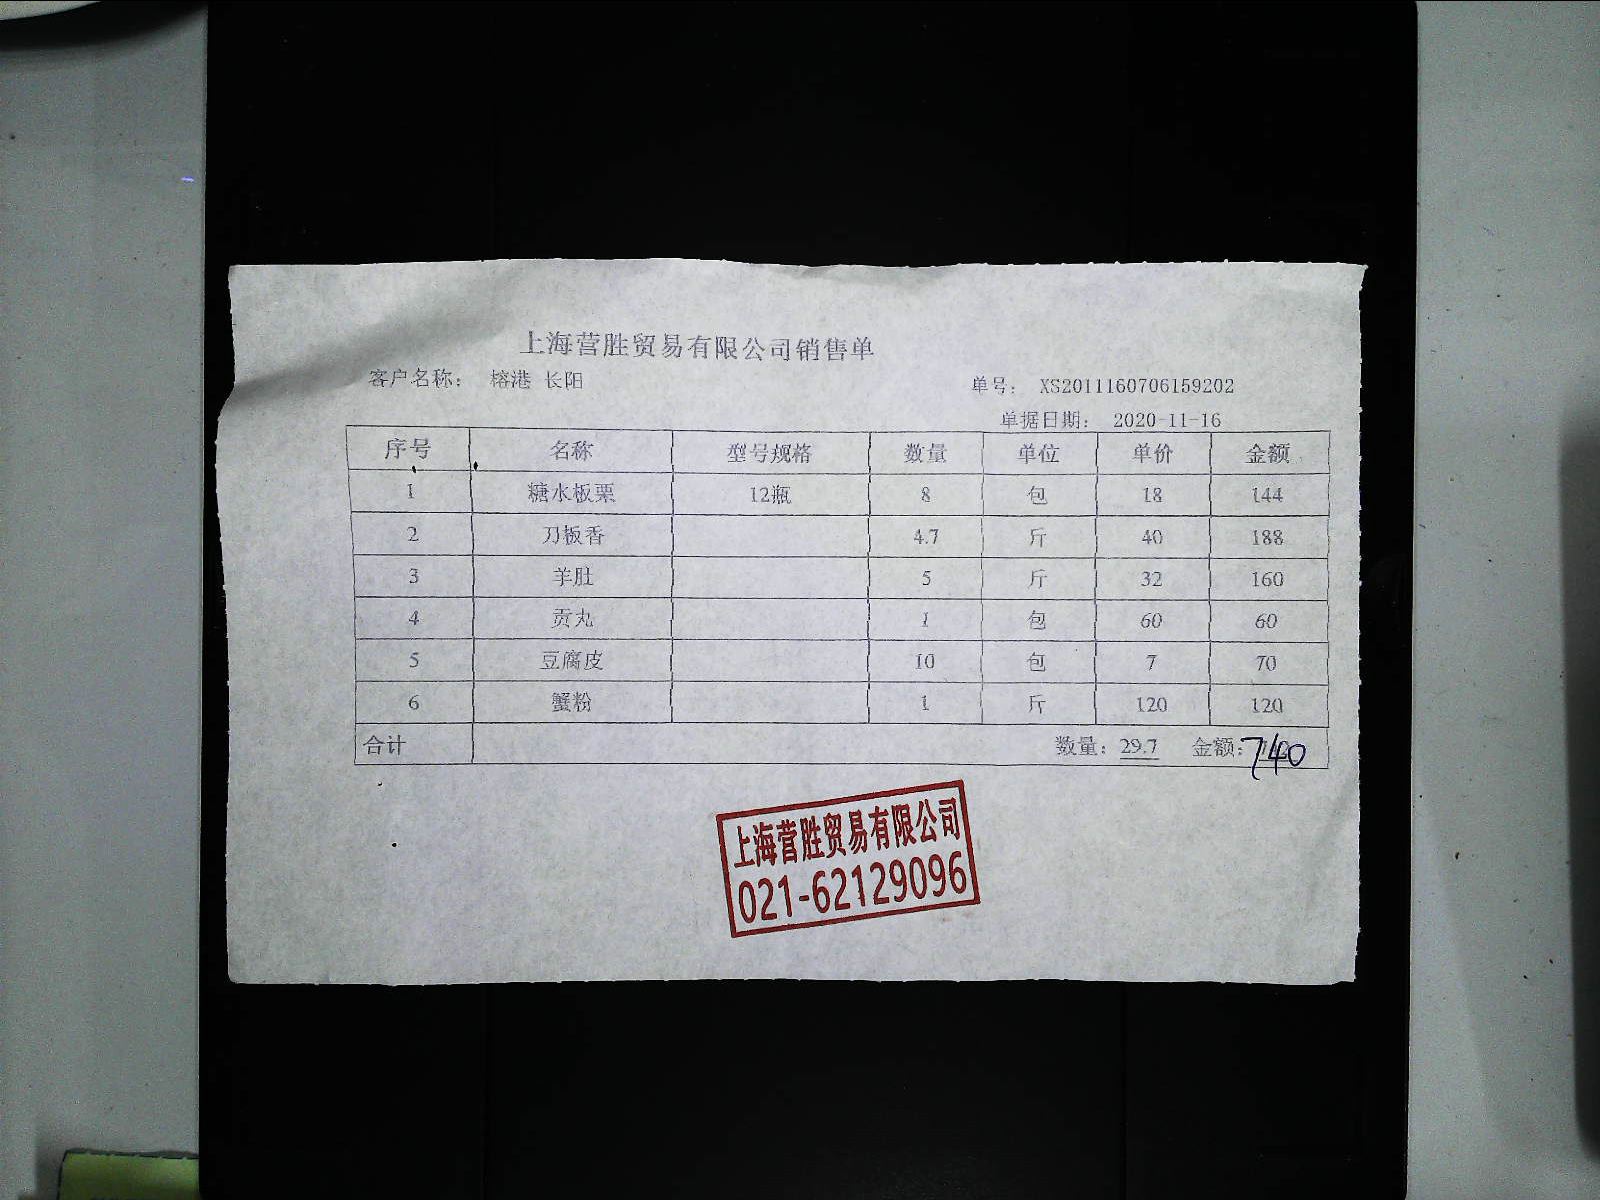 上海营胜贸易有限公司销售单
客户名称： 榕港 长阳 单号： XS2011160706159202
单据日期： 2020-11-16
序号 名称 型号规格 数量 单位 单价 金额
1 糖水板栗 12瓶 8 包 18 144
2 刀板香 4.7 斤 40 188
3 羊肚 5 斤 32 160
4 贡丸 1 包 60 60
5 豆腐皮 10 包 7 70
6 蟹粉 1 斤 120 120
合计 数量：29.7 金额：740
上海营胜贸易有限公司
021-62129096